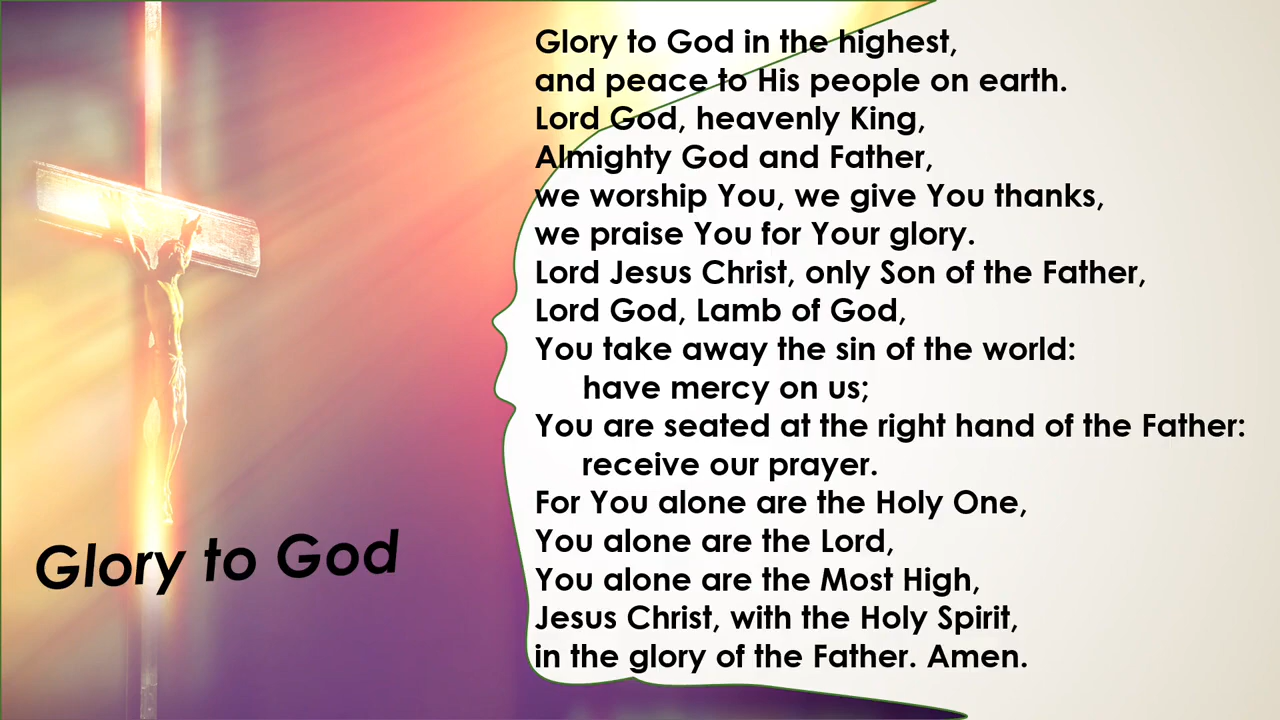 Glory to God in the highest,
and peace to His people on earth.
Lord God, heavenly King,
Almighty God and Father,
we worship You, we give You thanks,
we praise You for Your glory.
Lord Jesus Christ, only Son of the Father,
Lord God, Lamb of God,
You take away the sin of the world:
have mercy on us;
You are seated at the right hand of the Father:
receive our prayer.
For You alone are the Holy One,
You alone are the Lord,
You alone are the Most High,
Jesus Christ, with the Holy Spirit,
in the glory of the Father. Amen.
Glory to God